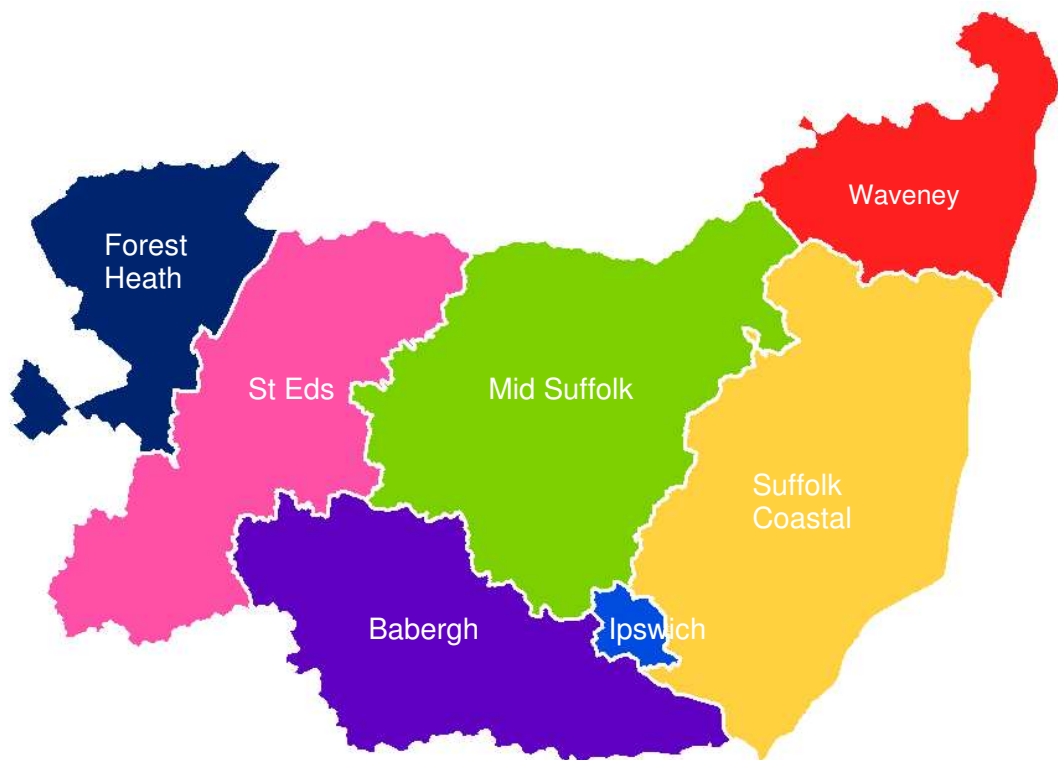 Waveney
Forest
Heath
St Eds
Mid Suffolk
Suffolk
Coastal
Babergh
Ipswich